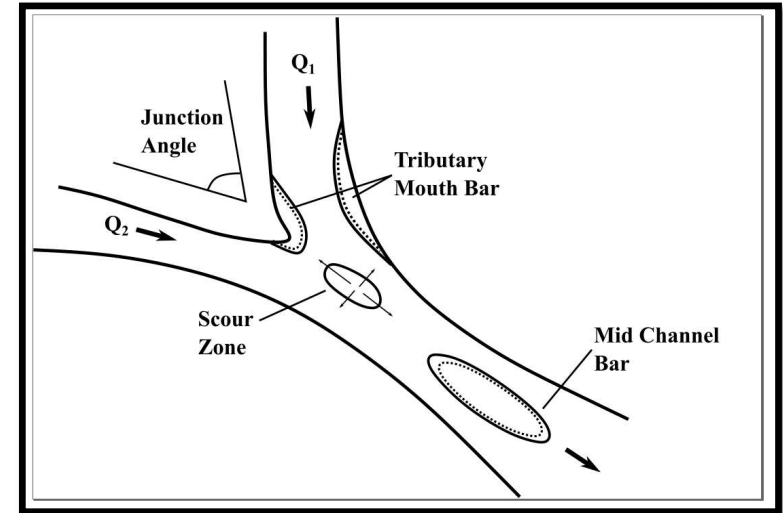 Q₁
Junction
Angle
Tributary
Mouth Bar
Q₂
Scour
Zone
Mid Channel
Bar